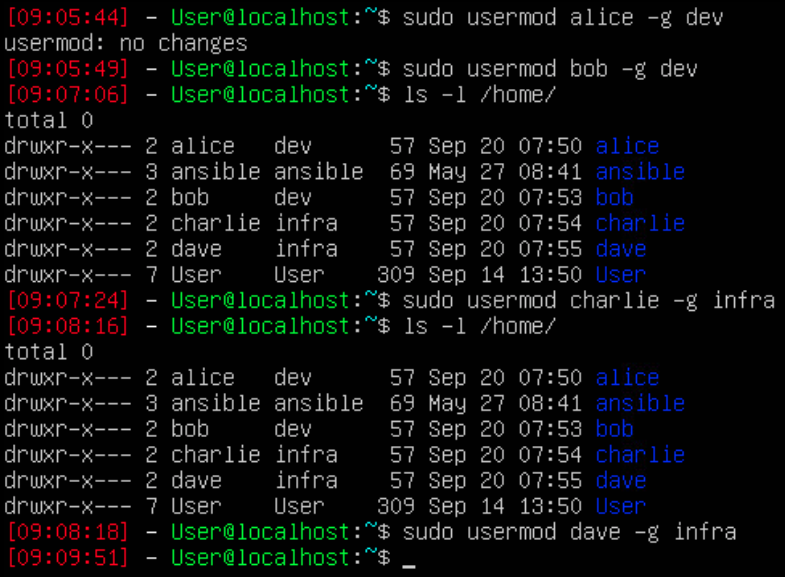 [09:05:44] - User@localhost:~$ sudo usermod alice -g dev
usermod: no changes
[09:05:49] - User@localhost:~$ sudo usermod bob -g dev
[09:07:06] - User@localhost:~$ ls -l /home/
total 0
drwxr-x--- 2 alice   dev      57 Sep 20 07:50 alice
drwxr-x--- 3 ansible ansible  69 May 27 08:41 ansible
drwxr-x--- 2 bob     dev      57 Sep 20 07:53 bob
drwxr-x--- 2 charlie infra    57 Sep 20 07:54 charlie
drwxr-x--- 2 dave    infra    57 Sep 20 07:55 dave
drwxr-x--- 7 User    User    309 Sep 14 13:50 User
[09:07:24] - User@localhost:~$ sudo usermod charlie -g infra
[09:08:16] - User@localhost:~$ ls -l /home/
total 0
drwxr-x--- 2 alice   dev      57 Sep 20 07:50 alice
drwxr-x--- 3 ansible ansible  69 May 27 08:41 ansible
drwxr-x--- 2 bob     dev      57 Sep 20 07:53 bob
drwxr-x--- 2 charlie infra    57 Sep 20 07:54 charlie
drwxr-x--- 2 dave    infra    57 Sep 20 07:55 dave
drwxr-x--- 7 User    User    309 Sep 14 13:50 User
[09:08:18] - User@localhost:~$ sudo usermod dave -g infra
[09:09:51] - User@localhost:~$ _